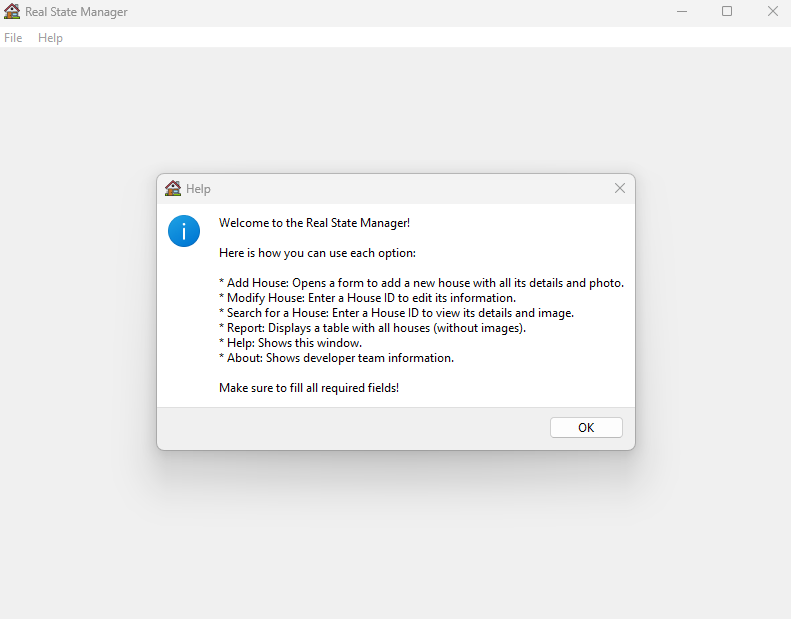 Real State Manager
File Help
Help
Welcome to the Real State Manager!
Here is how you can use each option:
* Add House: Opens a form to add a new house with all its details and photo.
* Modify House: Enter a House ID to edit its information.
* Search for a House: Enter a House ID to view its details and image.
* Report: Displays a table with all houses (without images).
* Help: Shows this window.
* About: Shows developer team information.
Make sure to fill all required fields!
OK